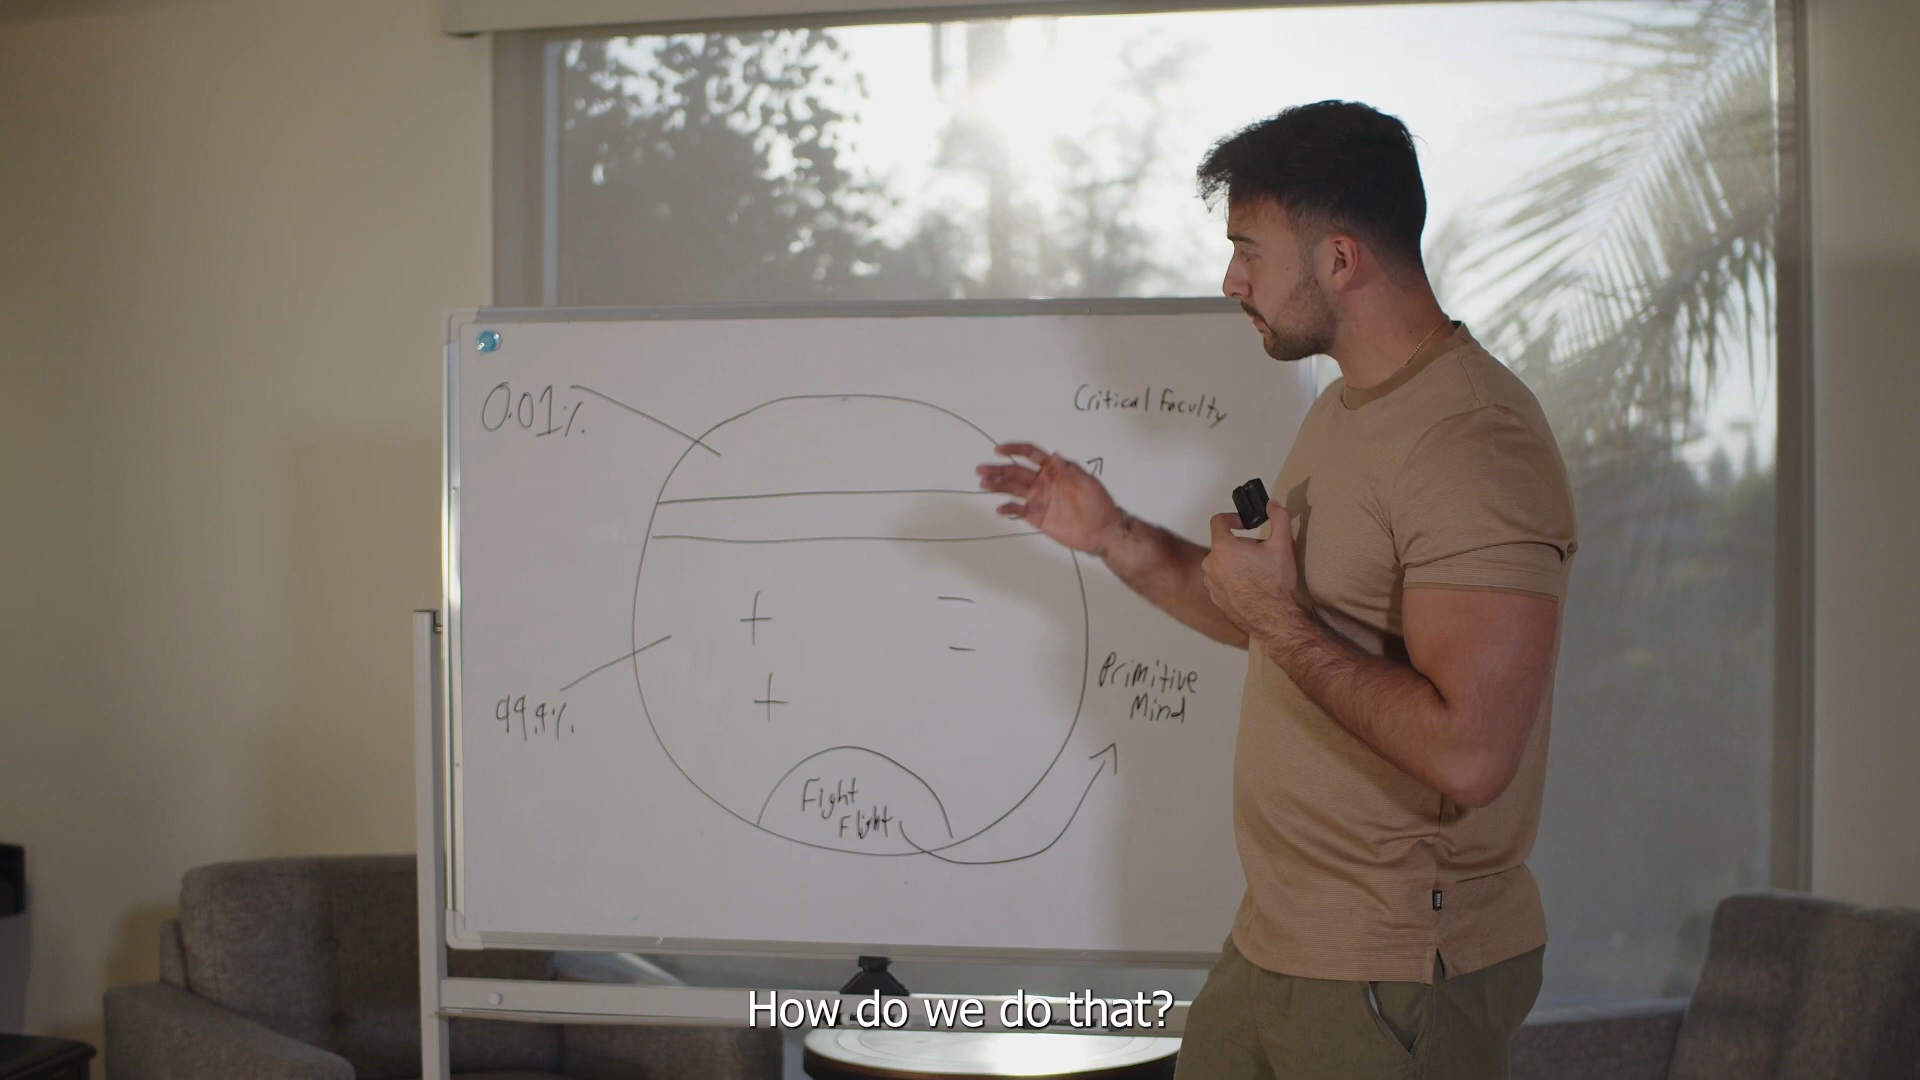 0.01%
Critical Faculty
99.9%
Primitive
Mind
Fight
Flight
How do we do that?